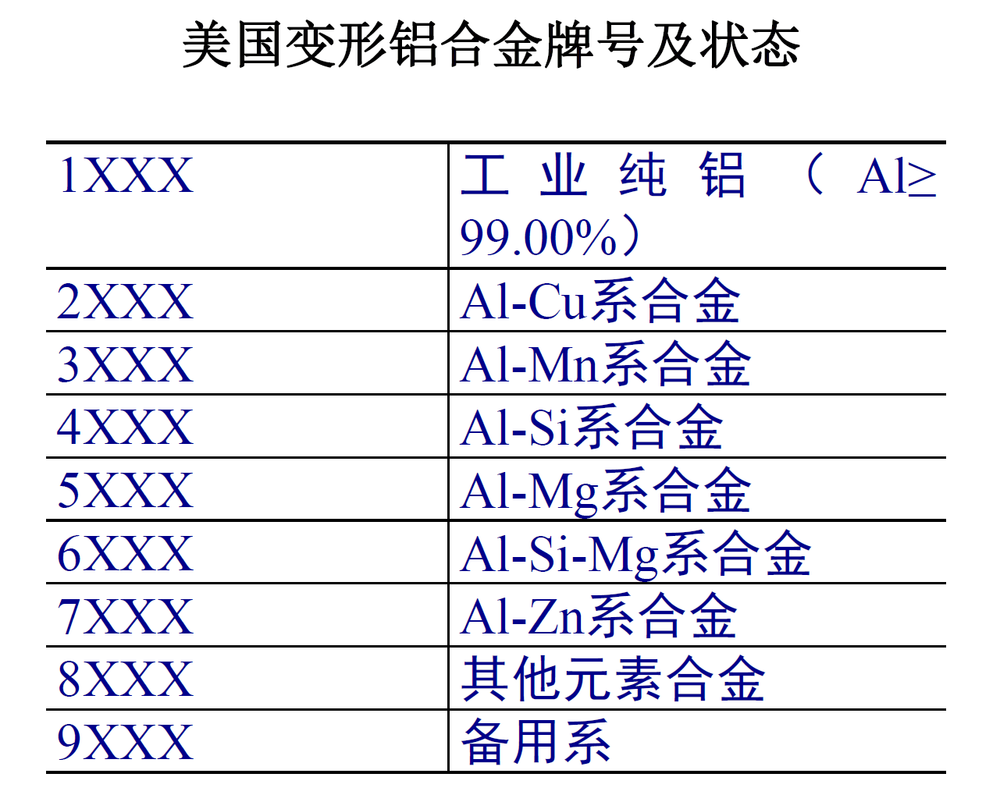 美国变形铝合金牌号及状态
1XXX
工业纯铝（Al≥
99.00%）
2XXX
Al-Cu系合金
3XXX
Al-Mn系合金
4XXX
Al-Si系合金
5XXX
Al-Mg系合金
6XXX
Al-Si-Mg系合金
7XXX
Al-Zn系合金
8XXX
其他元素合金
9XXX
备用系